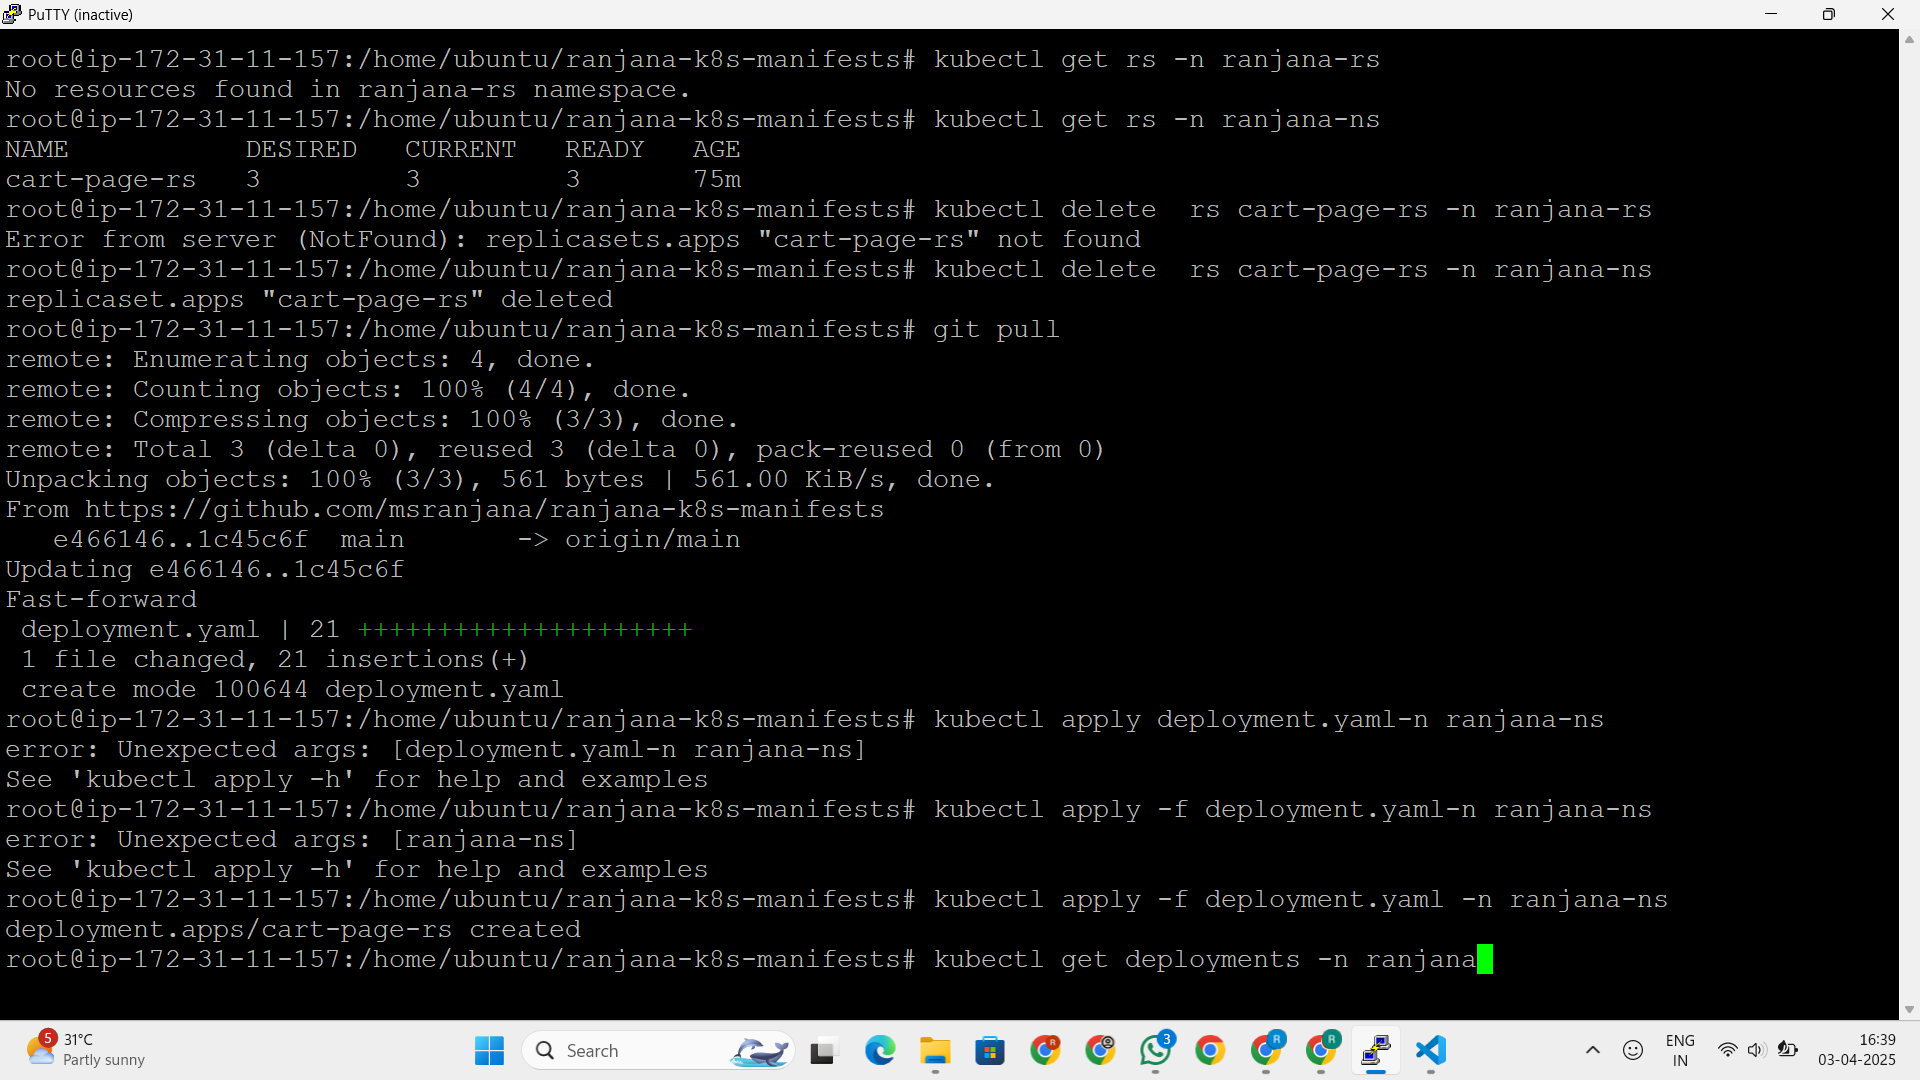 PuTTY (inactive)
root@ip-172-31-11-157:/home/ubuntu/ranjana-k8s-manifests# kubectl get rs -n ranjana-rs
No resources found in ranjana-rs namespace.
root@ip-172-31-11-157:/home/ubuntu/ranjana-k8s-manifests# kubectl get rs -n ranjana-ns
NAME           DESIRED   CURRENT   READY   AGE
cart-page-rs   3         3         3       75m
root@ip-172-31-11-157:/home/ubuntu/ranjana-k8s-manifests# kubectl delete  rs cart-page-rs -n ranjana-rs
Error from server (NotFound): replicasets.apps "cart-page-rs" not found
root@ip-172-31-11-157:/home/ubuntu/ranjana-k8s-manifests# kubectl delete  rs cart-page-rs -n ranjana-ns
replicaset.apps "cart-page-rs" deleted
root@ip-172-31-11-157:/home/ubuntu/ranjana-k8s-manifests# git pull
remote: Enumerating objects: 4, done.
remote: Counting objects: 100% (4/4), done.
remote: Compressing objects: 100% (3/3), done.
remote: Total 3 (delta 0), reused 3 (delta 0), pack-reused 0 (from 0)
Unpacking objects: 100% (3/3), 561 bytes | 561.00 KiB/s, done.
From https://github.com/msranjana/ranjana-k8s-manifests
   e466146..1c45c6f  main       -> origin/main
Updating e466146..1c45c6f
Fast-forward
 deployment.yaml | 21 +++++++++++++++++++++
 1 file changed, 21 insertions(+)
 create mode 100644 deployment.yaml
root@ip-172-31-11-157:/home/ubuntu/ranjana-k8s-manifests# kubectl apply deployment.yaml-n ranjana-ns
error: Unexpected args: [deployment.yaml-n ranjana-ns]
See 'kubectl apply -h' for help and examples
root@ip-172-31-11-157:/home/ubuntu/ranjana-k8s-manifests# kubectl apply -f deployment.yaml-n ranjana-ns
error: Unexpected args: [ranjana-ns]
See 'kubectl apply -h' for help and examples
root@ip-172-31-11-157:/home/ubuntu/ranjana-k8s-manifests# kubectl apply -f deployment.yaml -n ranjana-ns
deployment.apps/cart-page-rs created
root@ip-172-31-11-157:/home/ubuntu/ranjana-k8s-manifests# kubectl get deployments -n ranjana
5
31°C
Partly sunny
Search
R
3
R
R
ENG
IN
16:39
03-04-2025